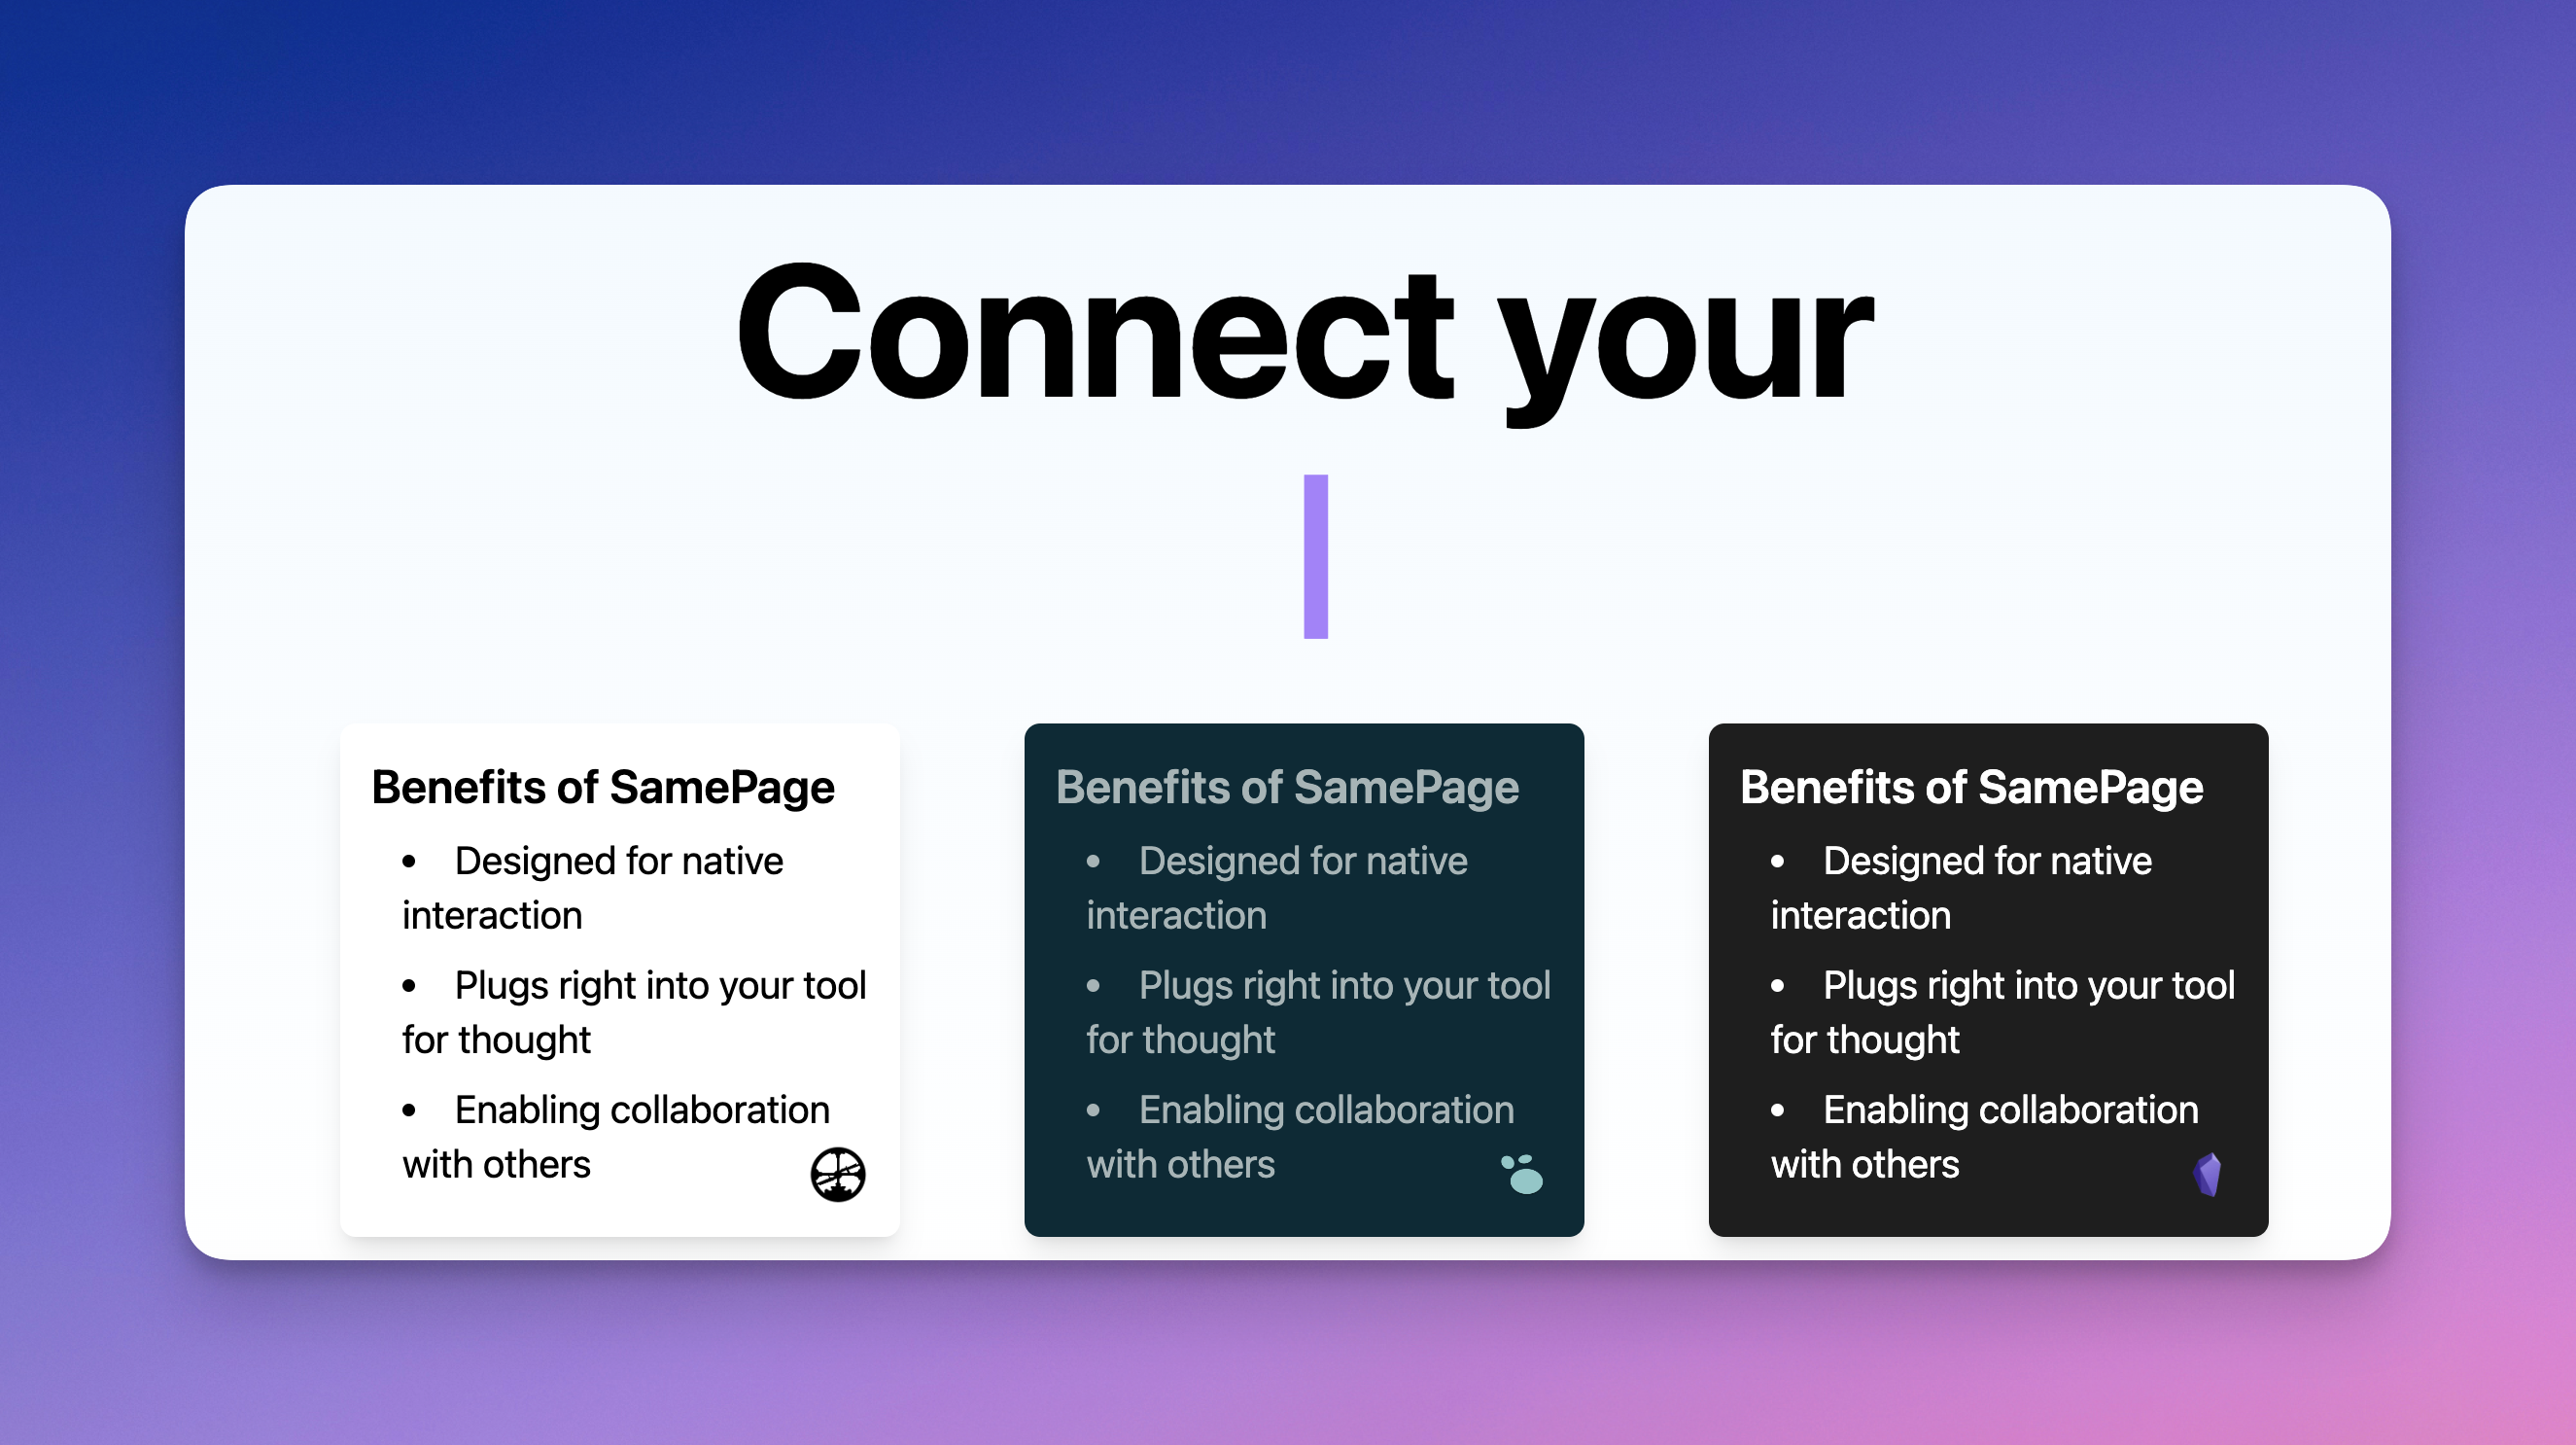 Connect your
Benefits of SamePage
• Designed for native
interaction
• Plugs right into your tool
for thought
• Enabling collaboration
with others
Benefits of SamePage
• Designed for native
interaction
• Plugs right into your tool
for thought
• Enabling collaboration
with others
Benefits of SamePage
• Designed for native
interaction
• Plugs right into your tool
for thought
• Enabling collaboration
with others